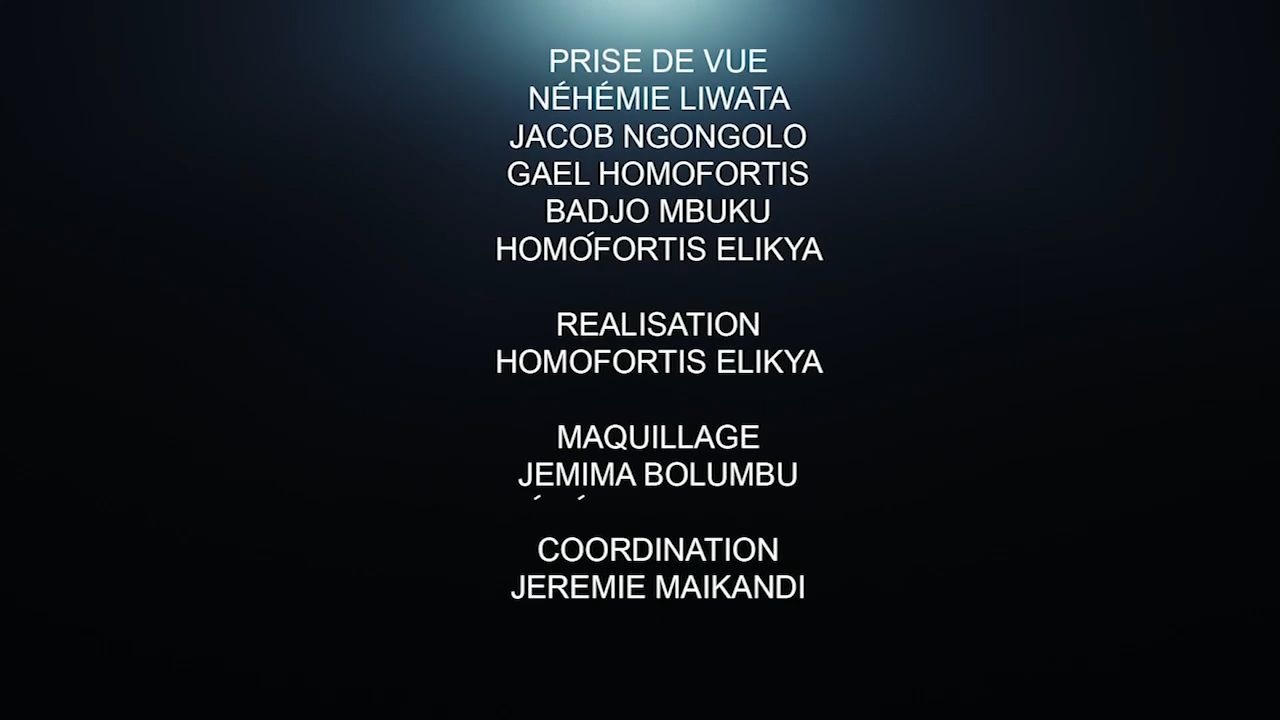 PRISE DE VUE
NÉHÉMIE LIWATA
JACOB NGONGOLO
GAEL HOMOFORTIS
BADJO MBUKU
HOMOFORTIS ELIKYA
REALISATION
HOMOFORTIS ELIKYA
MAQUILLAGE
JEMIMA BOLUMBU
COORDINATION
JEREMIE MAIKANDI